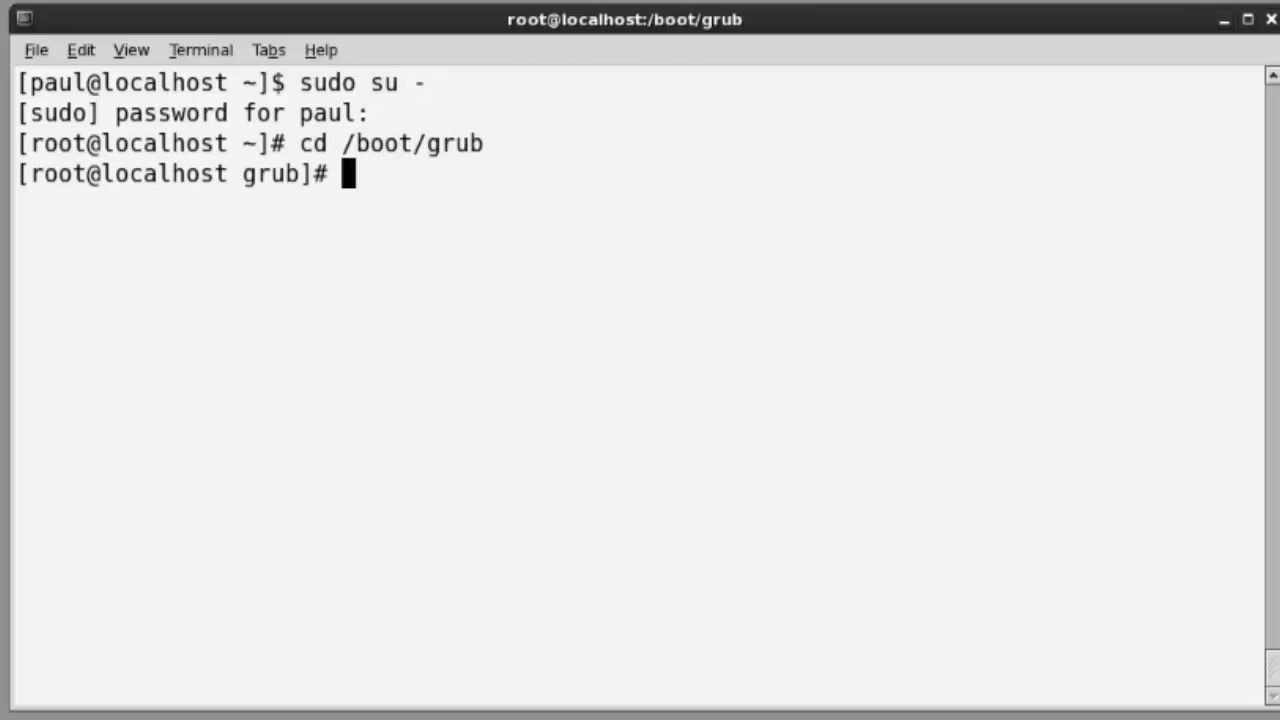 root@localhost:/boot/grub
File Edit View Terminal Tabs Help
[paul@localhost ~]$ sudo su -
[sudo] password for paul:
[root@localhost ~]# cd /boot/grub
[root@localhost grub]#